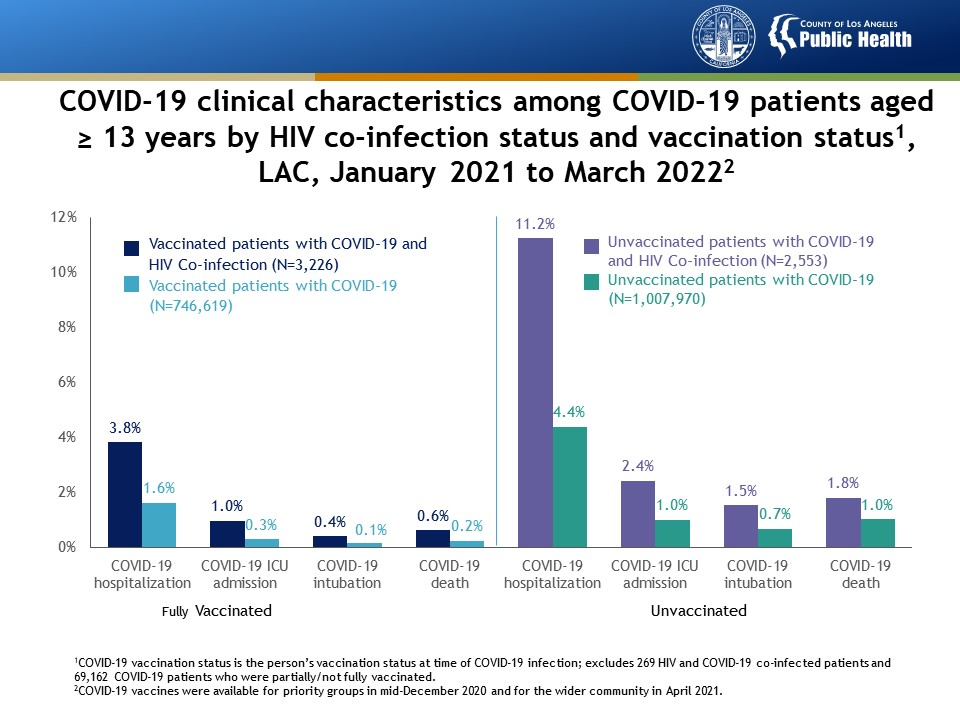 COUNTY OF LOS ANGELES
Public Health
COVID-19 clinical characteristics among COVID-19 patients aged
≥ 13 years by HIV co-infection status and vaccination status¹,
LAC, January 2021 to March 2022²
12%
10%
8%
6%
4%
2%
0%
Vaccinated patients with COVID-19 and
HIV Co-infection (N=3,226)
Vaccinated patients with COVID-19
(N=746,619)
Unvaccinated patients with COVID-19
and HIV Co-infection (N=2,553)
Unvaccinated patients with COVID-19
(N=1,007,970)
3.8%
1.6%
1.0%
0.3%
0.4%
0.1%
0.6%
0.2%
11.2%
4.4%
2.4%
1.0%
1.5%
0.7%
1.8%
1.0%
COVID-19
hospitalization
COVID-19 ICU
admission
COVID-19
intubation
COVID-19
death
COVID-19
hospitalization
COVID-19 ICU
admission
COVID-19
intubation
COVID-19
death
Fully Vaccinated
Unvaccinated
¹COVID-19 vaccination status is the person's vaccination status at time of COVID-19 infection; excludes 269 HIV and COVID-19 co-infected patients and
69,162 COVID-19 patients who were partially/not fully vaccinated.
²COVID-19 vaccines were available for priority groups in mid-December 2020 and for the wider community in April 2021.